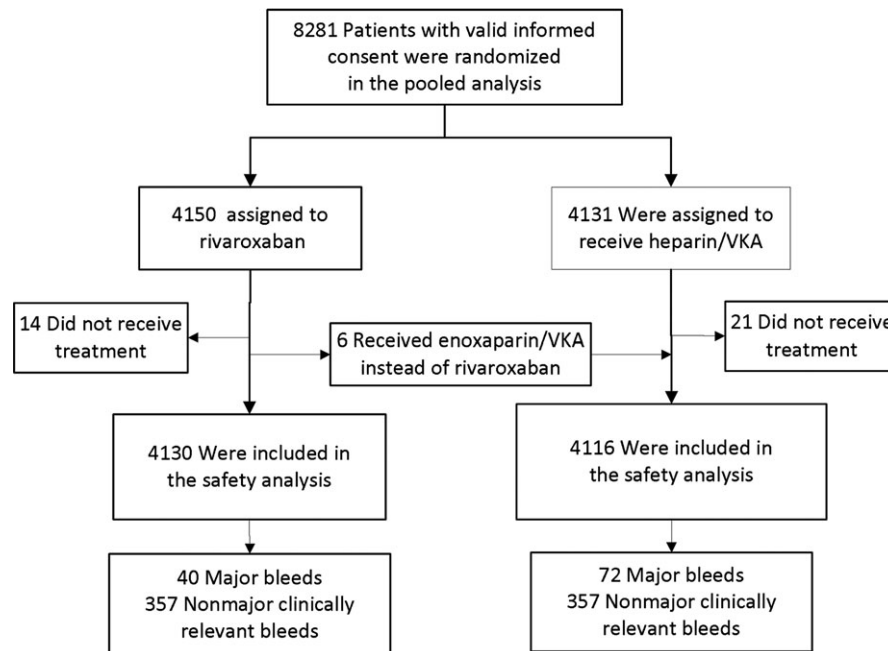 8281 Patients with valid informed
consent were randomized
in the pooled analysis
4150 assigned to
rivaroxaban
4131 Were assigned to
receive heparin/VKA
14 Did not receive
treatment
6 Received enoxaparin/VKA
instead of rivaroxaban
21 Did not receive
treatment
4130 Were included in
the safety analysis
4116 Were included in
the safety analysis
40 Major bleeds
357 Nonmajor clinically
relevant bleeds
72 Major bleeds
357 Nonmajor clinically
relevant bleeds